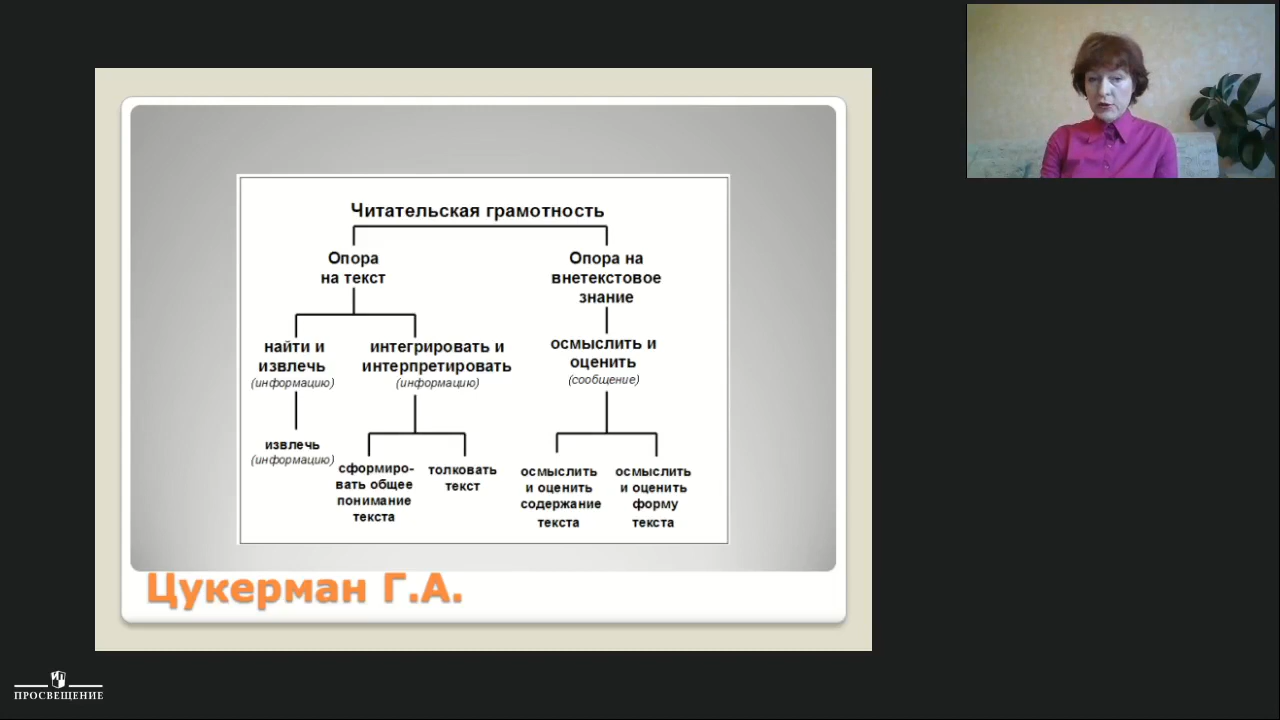 Читательская грамотность
Опора
на текст
Опора на
внетекстовое
знание
найти и
извлечь
(информацию)
интегрировать и
интерпретировать
(информацию)
осмыслить и
оценить
(сообщение)
извлечь
(информацию)
сформиро-
вать общее
понимание
текста
толковать
текст
осмыслить
и оценить
содержание
текста
осмыслить
и оценить
форму
текста
Цукерман Г.А.
ПРОСВЕЩЕНИЕ